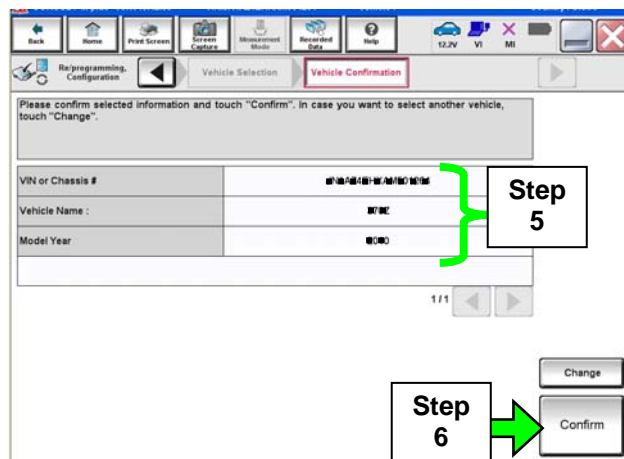 Back
Home
Print Screen
Screen Capture
Measurement Mode
Recorded Data
Help
12.2V
VI
MI
Re/programming, Configuration
Vehicle Selection
Vehicle Confirmation
Please confirm selected information and touch "Confirm". In case you want to select another vehicle,
touch "Change".
VIN or Chassis #
Vehicle Name :
Model Year
Step
5
1/1
Change
Step
6
Confirm